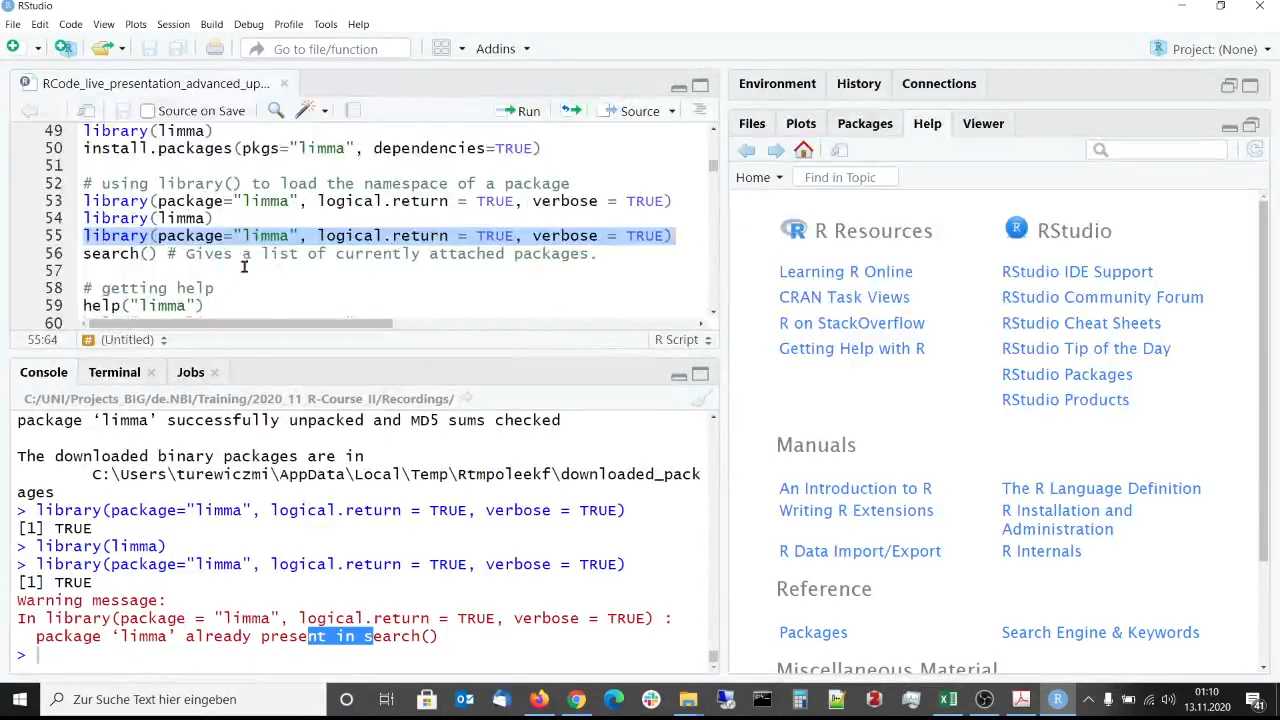 RStudio
File Edit Code View Plots Session Build Debug Profile Tools Help
Go to file/function Addins Project: (None)
RCode_live_presentation_advanced_up...
Source on Save Run Source
49 library(limma)
50 install.packages(pkgs="limma", dependencies=TRUE)
51
52 # using library() to load the namespace of a package
53 library(package="limma", logical.return = TRUE, verbose = TRUE)
54 library(limma)
55 library(package="limma", logical.return = TRUE, verbose = TRUE)
56 search() # Gives a list of currently attached packages.
57
58 # getting help
59 help("limma")
60
55:64 # (Untitled) R Script
Console Terminal Jobs
C:/UNI/Projects_BIG/de.NBI/Training/2020_11_R-Course_II/Recordings/
package ‘limma’ successfully unpacked and MD5 sums checked
The downloaded binary packages are in
C:\Users\turewiczmi\AppData\Local\Temp\Rtmpoleekf\downloaded_pack
ages
> library(package="limma", logical.return = TRUE, verbose = TRUE)
[1] TRUE
> library(limma)
> library(package="limma", logical.return = TRUE, verbose = TRUE)
[1] TRUE
Warning message:
In library(package = "limma", logical.return = TRUE, verbose = TRUE) :
package ‘limma’ already present in search()
>
Environment History Connections
Files Plots Packages Help Viewer
Home Find in Topic
R Resources
Learning R Online
CRAN Task Views
R on StackOverflow
Getting Help with R
RStudio
RStudio IDE Support
RStudio Community Forum
RStudio Cheat Sheets
RStudio Tip of the Day
RStudio Packages
RStudio Products
Manuals
An Introduction to R
Writing R Extensions
R Data Import/Export
The R Language Definition
R Installation and
Administration
R Internals
Reference
Packages
Search Engine & Keywords
Miscellaneous Material
Zur Suche Text hier eingeben
01:10
13.11.2020
41